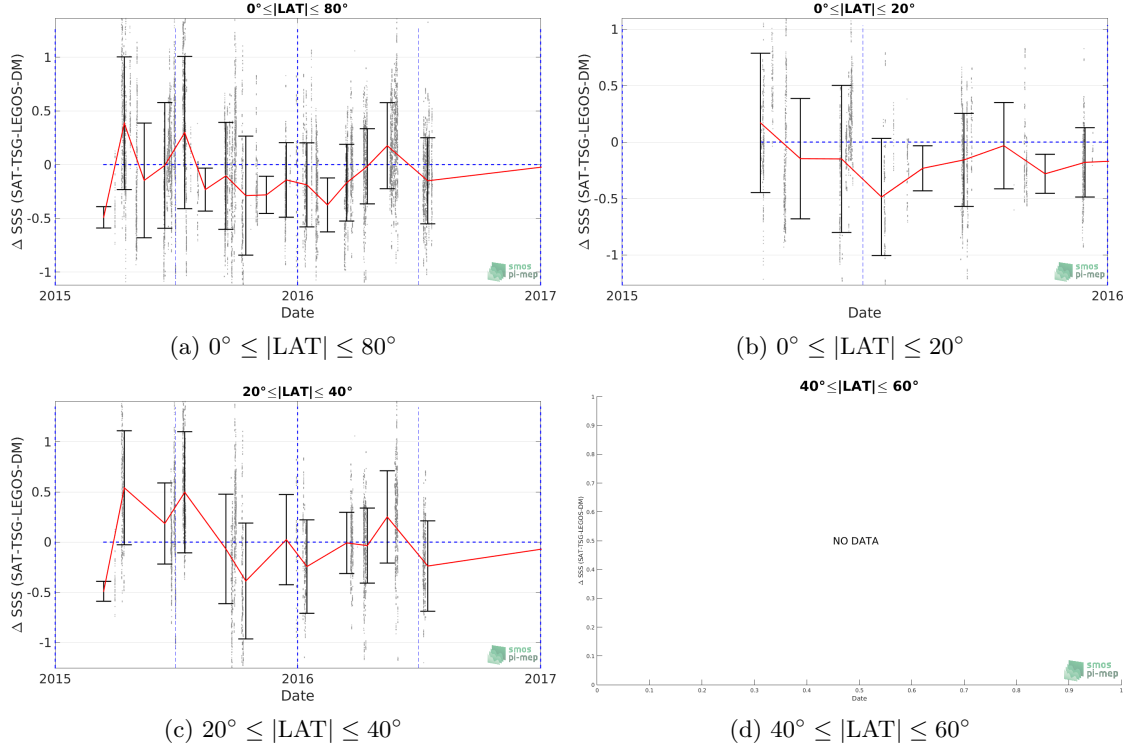 0°≤|LAT|≤ 80°
1
0.5
0
-0.5
-1
Δ SSS (SAT-TSG-LEGOS-DM)
2015
2016
2017
Date
smos
pi-mep
(a) 0° ≤ |LAT| ≤ 80°
0°≤|LAT|≤ 20°
1
0.5
0
-0.5
-1
Δ SSS (SAT-TSG-LEGOS-DM)
2015
2016
Date
smos
pi-mep
(b) 0° ≤ |LAT| ≤ 20°
20°≤|LAT|≤ 40°
1
0.5
0
-0.5
-1
Δ SSS (SAT-TSG-LEGOS-DM)
2015
2016
2017
Date
smos
pi-mep
(c) 20° ≤ |LAT| ≤ 40°
40°≤|LAT|≤ 60°
1
0.9
0.8
0.7
0.6
0.5
0.4
0.3
0.2
0.1
0
Δ SSS (SAT-TSG-LEGOS-DM)
NO DATA
0 0.1 0.2 0.3 0.4 0.5 0.6 0.7 0.8 0.9 1
Date
smos
pi-mep
(d) 40° ≤ |LAT| ≤ 60°